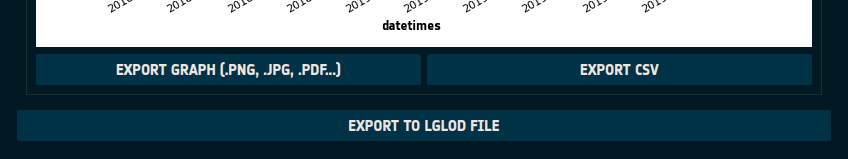 datetimes
EXPORT GRAPH (.PNG, .JPG, .PDF...) EXPORT CSV
EXPORT TO LGLOD FILE